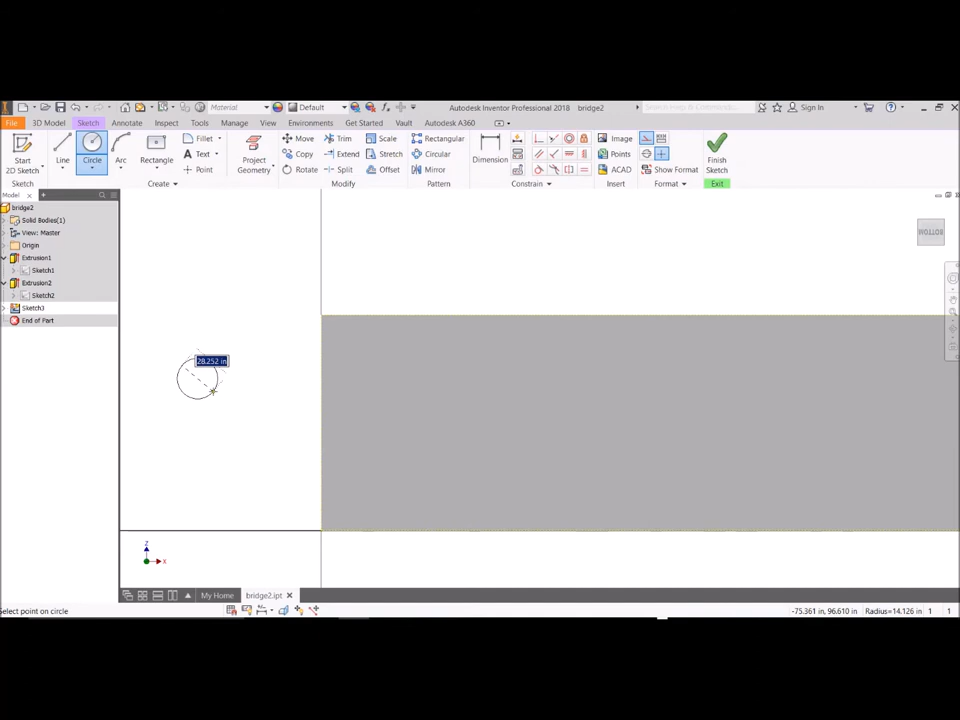 Material Default Autodesk Inventor Professional 2018 bridge2 Sign In
File 3D Model Sketch Annotate Inspect Tools Manage View Environments Get Started Vault Autodesk A360
Start 2D Sketch Line Circle Arc Rectangle Fillet Text Point Project Geometry Move Copy Rotate Trim Extend Split Scale Stretch Offset Rectangular Circular Mirror Dimension Image Points ACAD Show Format Finish Sketch
Sketch Create Modify Pattern Constrain Insert Format Exit
Model
bridge2
Solid Bodies(1)
View: Master
Origin
Extrusion1
Sketch1
Extrusion2
Sketch2
Sketch3
End of Part
BOTTOM
28.252 in
Z
X
My Home bridge2.ipt
Select point on circle -75.361 in, 96.610 in Radius=14.126 in 1 1